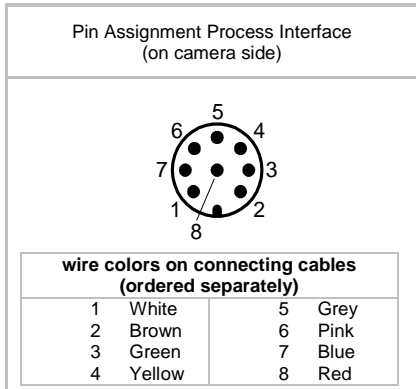 Pin Assignment Process Interface
(on camera side)
5
6 4
7 3
1 2
8
wire colors on connecting cables
(ordered separately)
1 White 5 Grey
2 Brown 6 Pink
3 Green 7 Blue
4 Yellow 8 Red